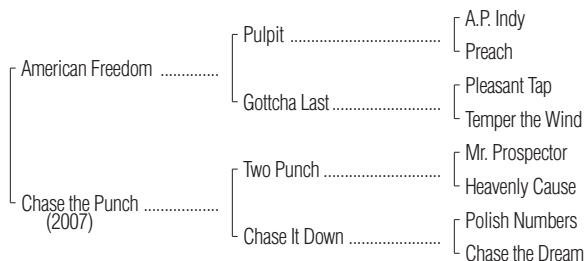 A.P. Indy
Pulpit ..........................................
Preach
American Freedom ..............
Pleasant Tap
Gottcha Last..............................
Temper the Wind
Mr. Prospector
Two Punch ..................................
Heavenly Cause
Chase the Punch ..................
(2007)
Polish Numbers
Chase It Down ...........................
Chase the Dream